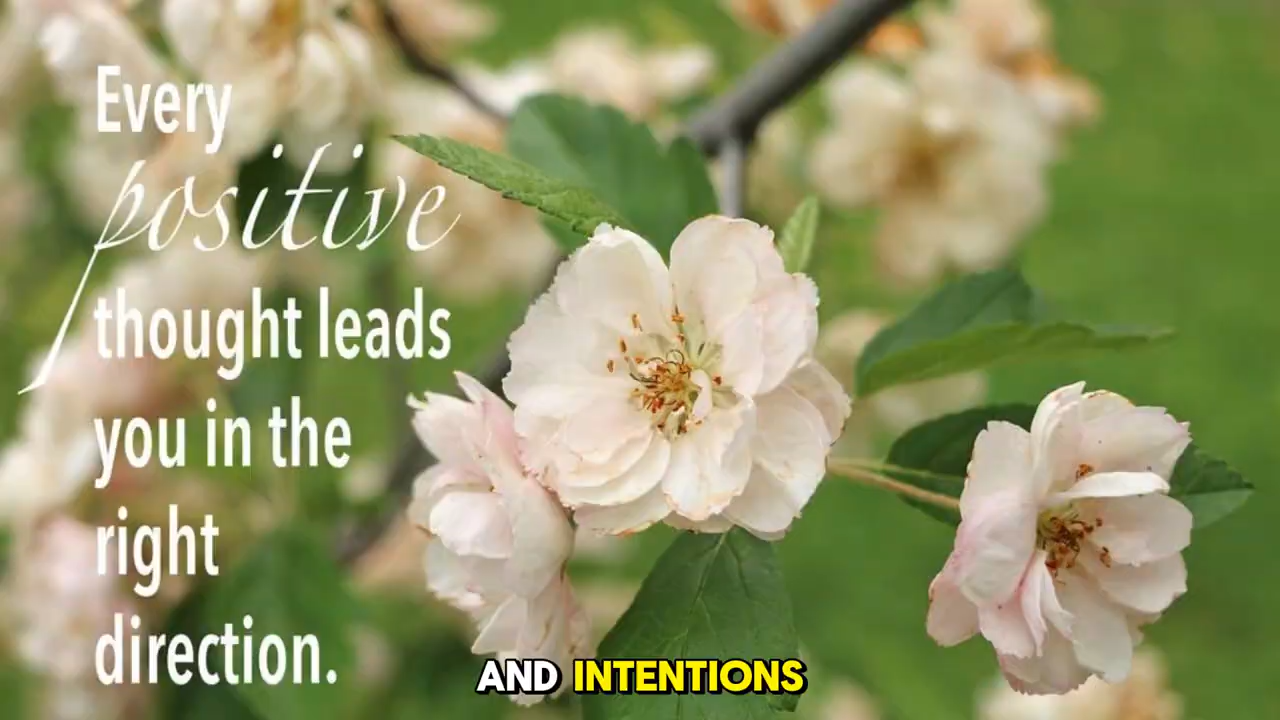 Every
positive
thought leads
you in the
right
direction.
AND INTENTIONS